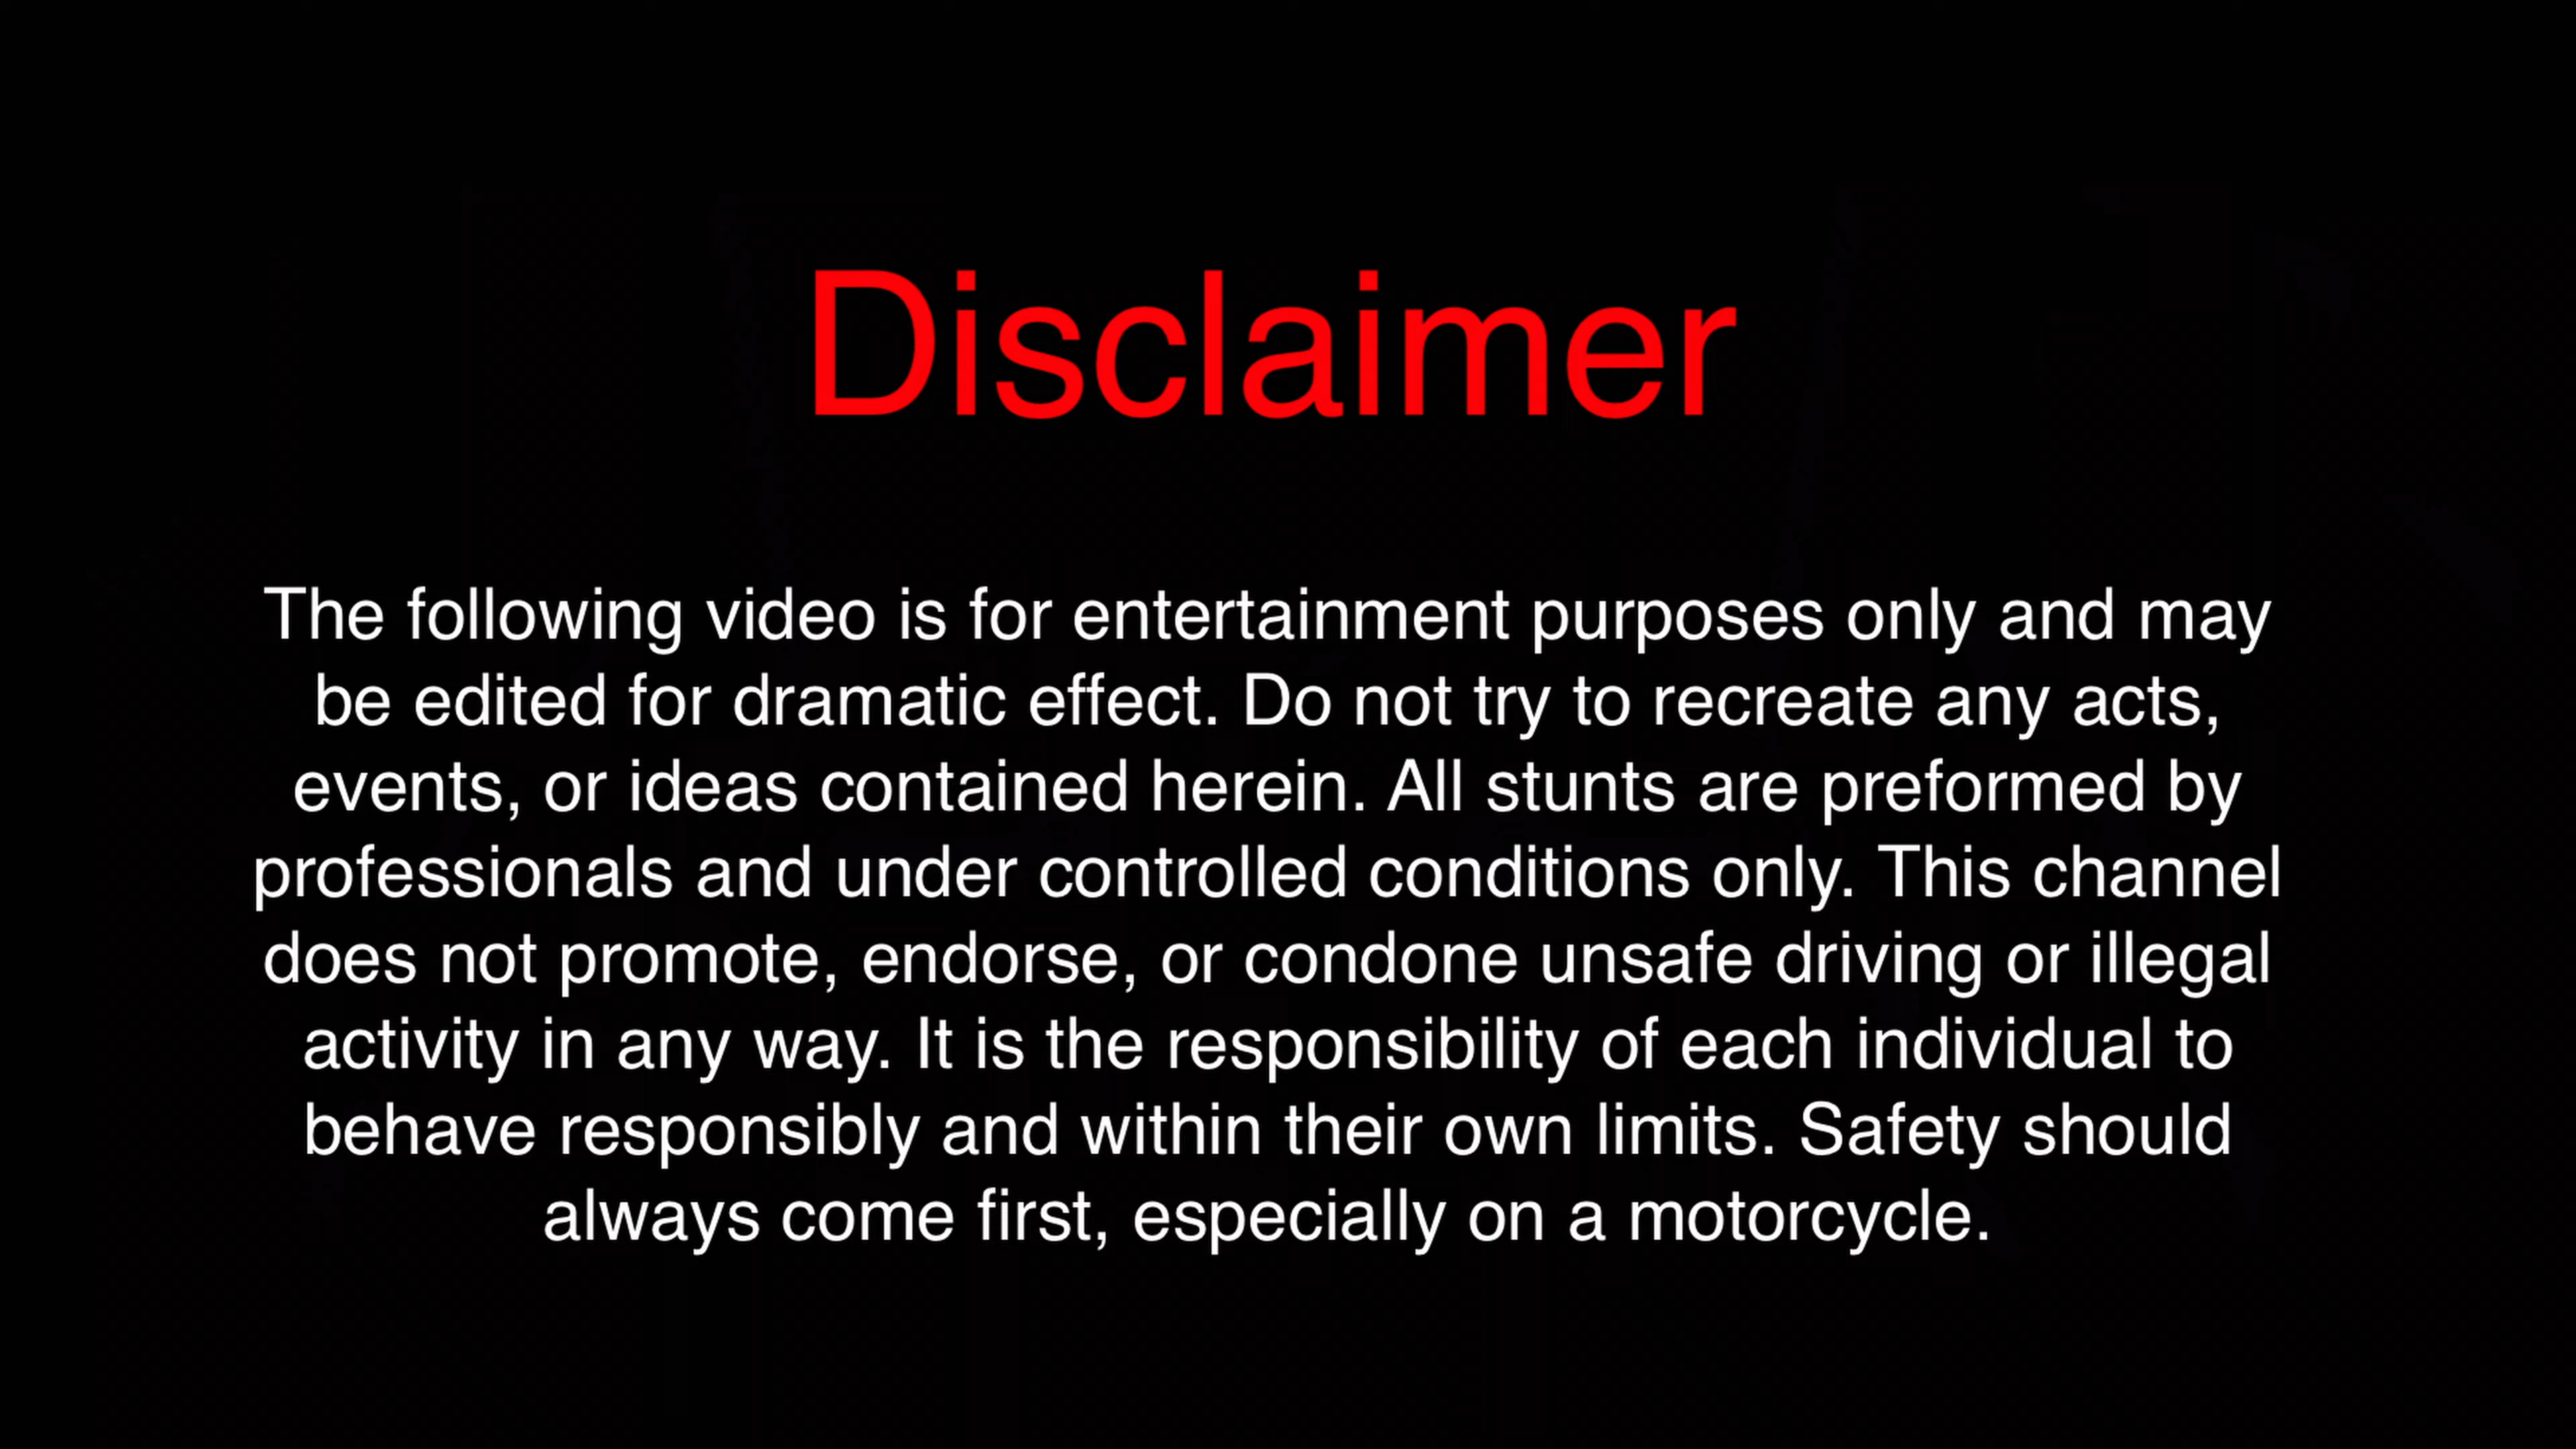 Disclaimer
The following video is for entertainment purposes only and may
be edited for dramatic effect. Do not try to recreate any acts,
events, or ideas contained herein. All stunts are preformed by
professionals and under controlled conditions only. This channel
does not promote, endorse, or condone unsafe driving or illegal
activity in any way. It is the responsibility of each individual to
behave responsibly and within their own limits. Safety should
always come first, especially on a motorcycle.